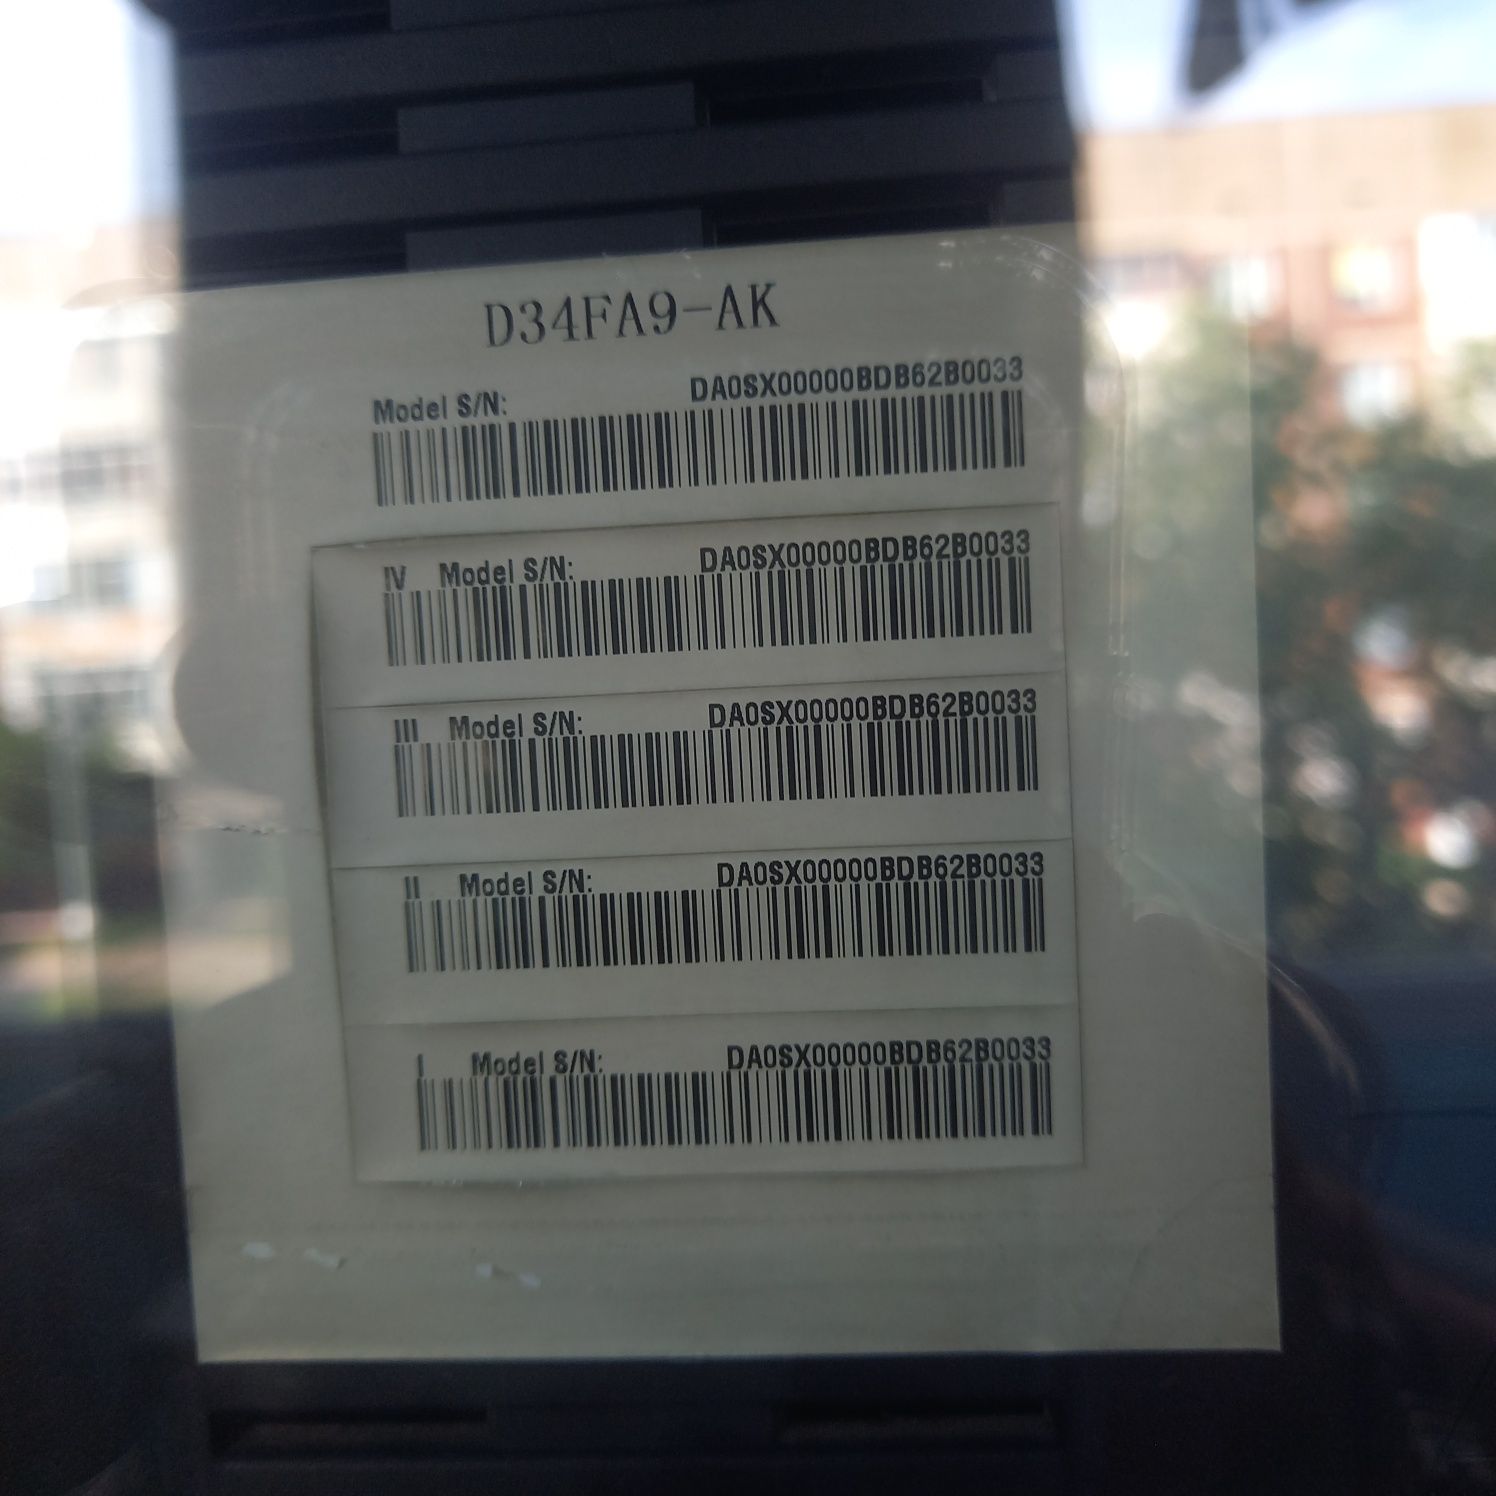 D34FA9-AK
Model S/N: DA0SX00000BDB62B0033
IV Model S/N: DA0SX00000BDB62B0033
III Model S/N: DA0SX00000BDB62B0033
II Model S/N: DA0SX00000BDB62B0033
I Model S/N: DA0SX00000BDB62B0033